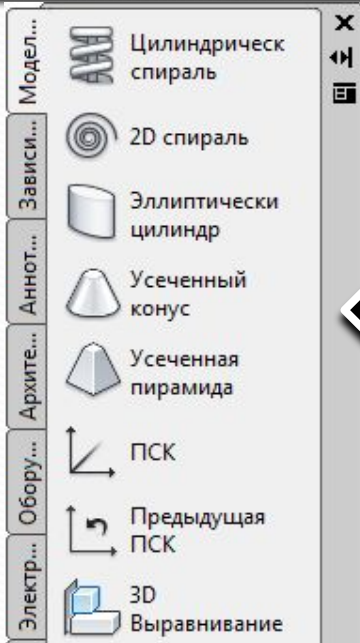 Модел...
Зависи...
Аннот...
Архите...
Обору...
Электр...
Цилиндрическ
спираль
2D спираль
Эллиптически
цилиндр
Усеченный
конус
Усеченная
пирамида
ПСК
Предыдущая
ПСК
3D
Выравнивание